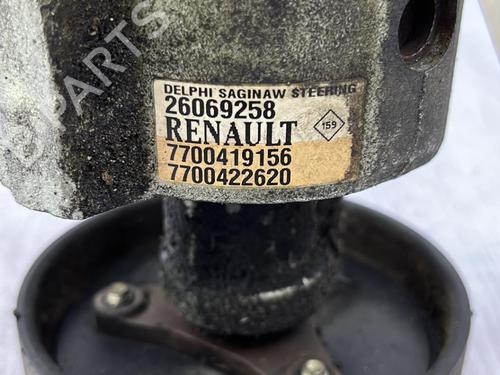 DELPHI SAGINAW STEERING
26069258
RENAULT
159
7700419156
7700422620